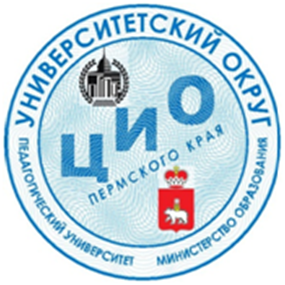 УНИВЕРСИТЕТСКИЙ ОКРУГ
ЦИО
ПЕРМСКОГО КРАЯ
ПЕДАГОГИЧЕСКИЙ УНИВЕРСИТЕТ
МИНИСТЕРСТВО ОБРАЗОВАНИЯ